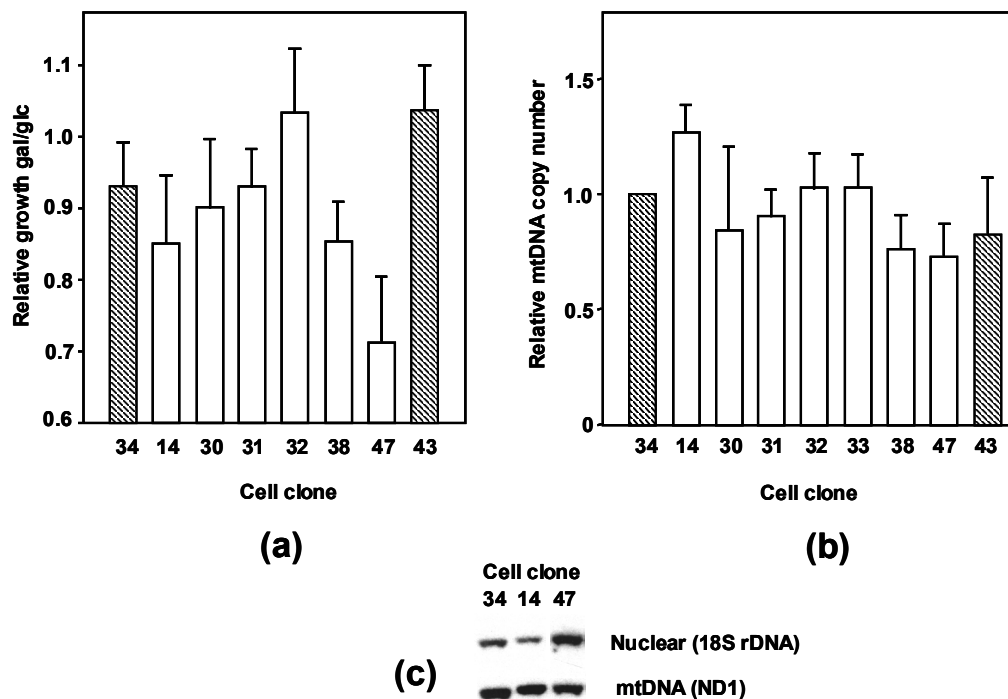 1.1
1.0
0.9
0.8
0.7
0.6
Relative growth gal/glc
34 14 30 31 32 38 47 43
Cell clone
(a)
1.5
1.0
0.5
0
Relative mtDNA copy number
34 14 30 31 32 33 38 47 43
Cell clone
(b)
Cell clone
34 14 47
Nuclear (18S rDNA)
mtDNA (ND1)
(c)